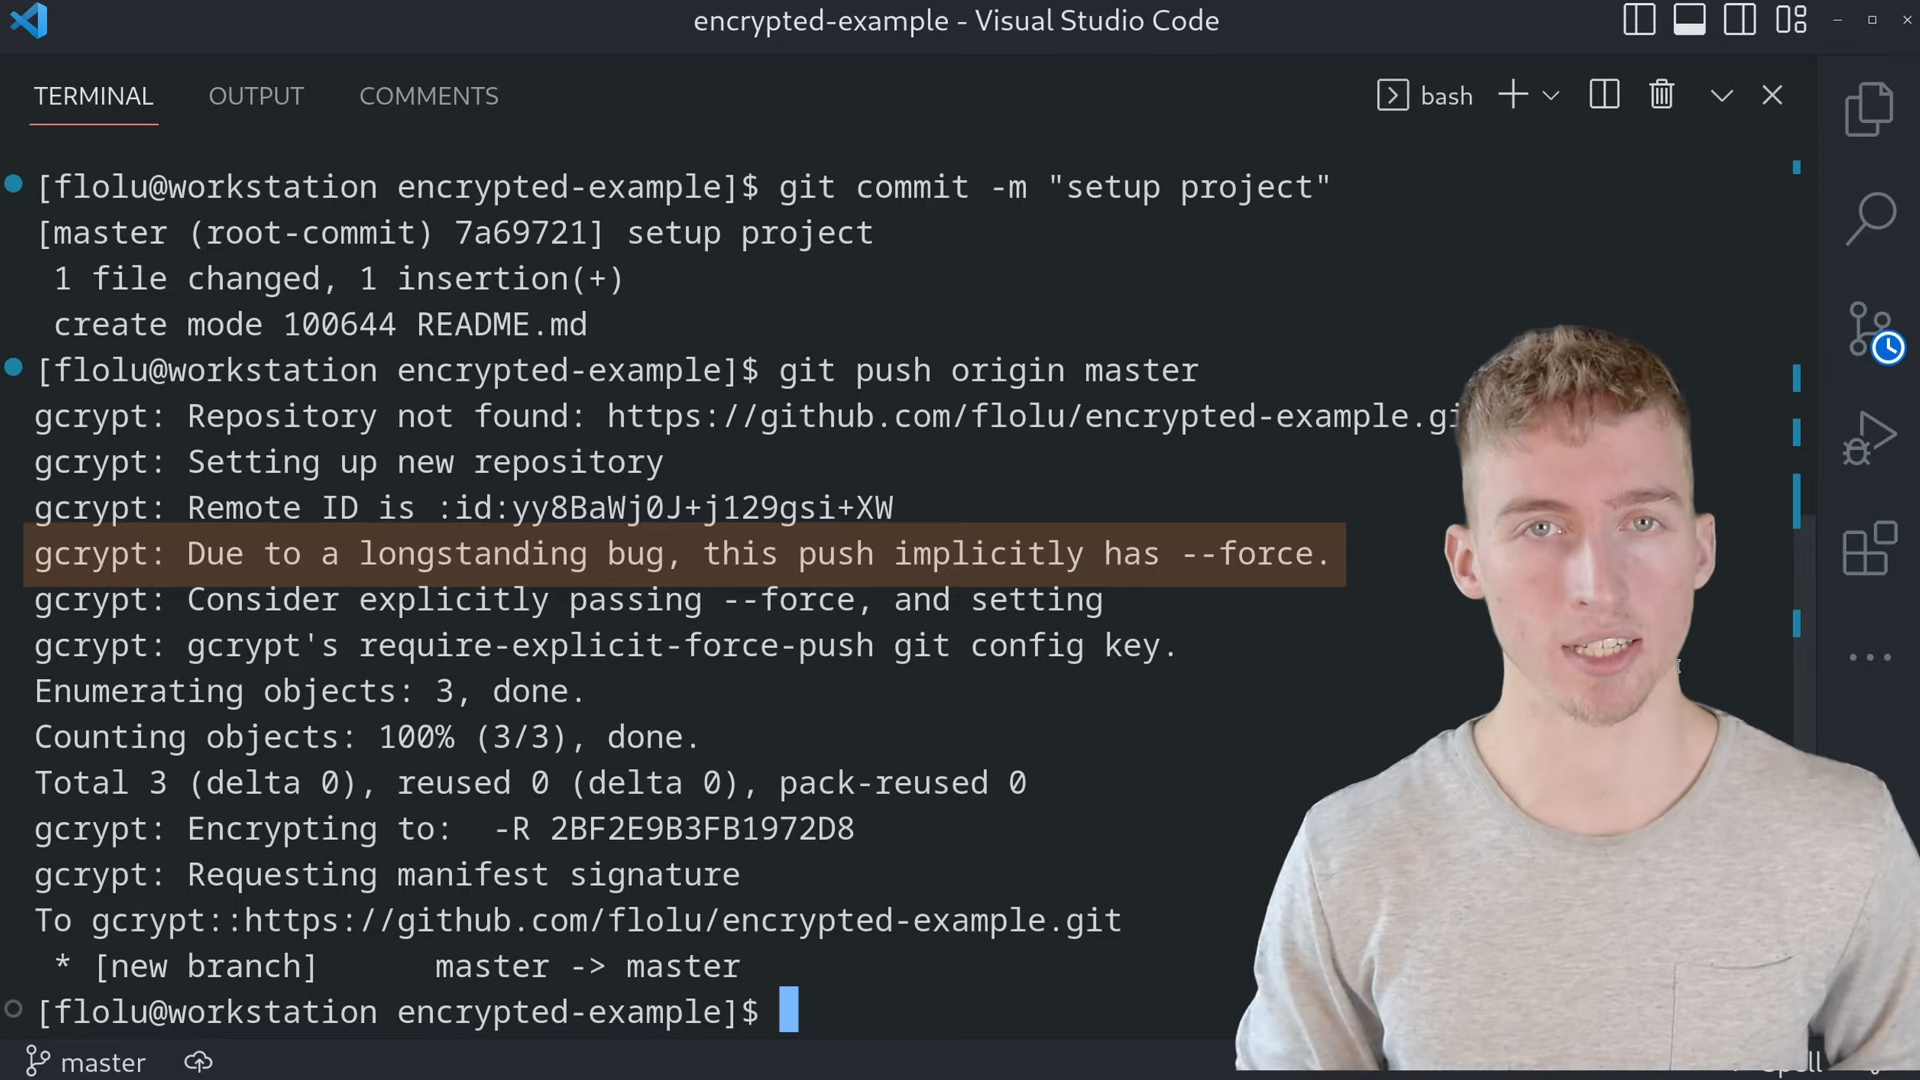 encrypted-example - Visual Studio Code
TERMINAL OUTPUT COMMENTS
bash
[flolu@workstation encrypted-example]$ git commit -m "setup project"
[master (root-commit) 7a69721] setup project
1 file changed, 1 insertion(+)
create mode 100644 README.md
[flolu@workstation encrypted-example]$ git push origin master
gcrypt: Repository not found: https://github.com/flolu/encrypted-example.gi
gcrypt: Setting up new repository
gcrypt: Remote ID is :id:yy8BaWj0J+j129gsi+XW
gcrypt: Due to a longstanding bug, this push implicitly has --force.
gcrypt: Consider explicitly passing --force, and setting
gcrypt: gcrypt's require-explicit-force-push git config key.
Enumerating objects: 3, done.
Counting objects: 100% (3/3), done.
Total 3 (delta 0), reused 0 (delta 0), pack-reused 0
gcrypt: Encrypting to:  -R 2BF2E9B3FB1972D8
gcrypt: Requesting manifest signature
To gcrypt::https://github.com/flolu/encrypted-example.git
* [new branch]      master -> master
[flolu@workstation encrypted-example]$
master